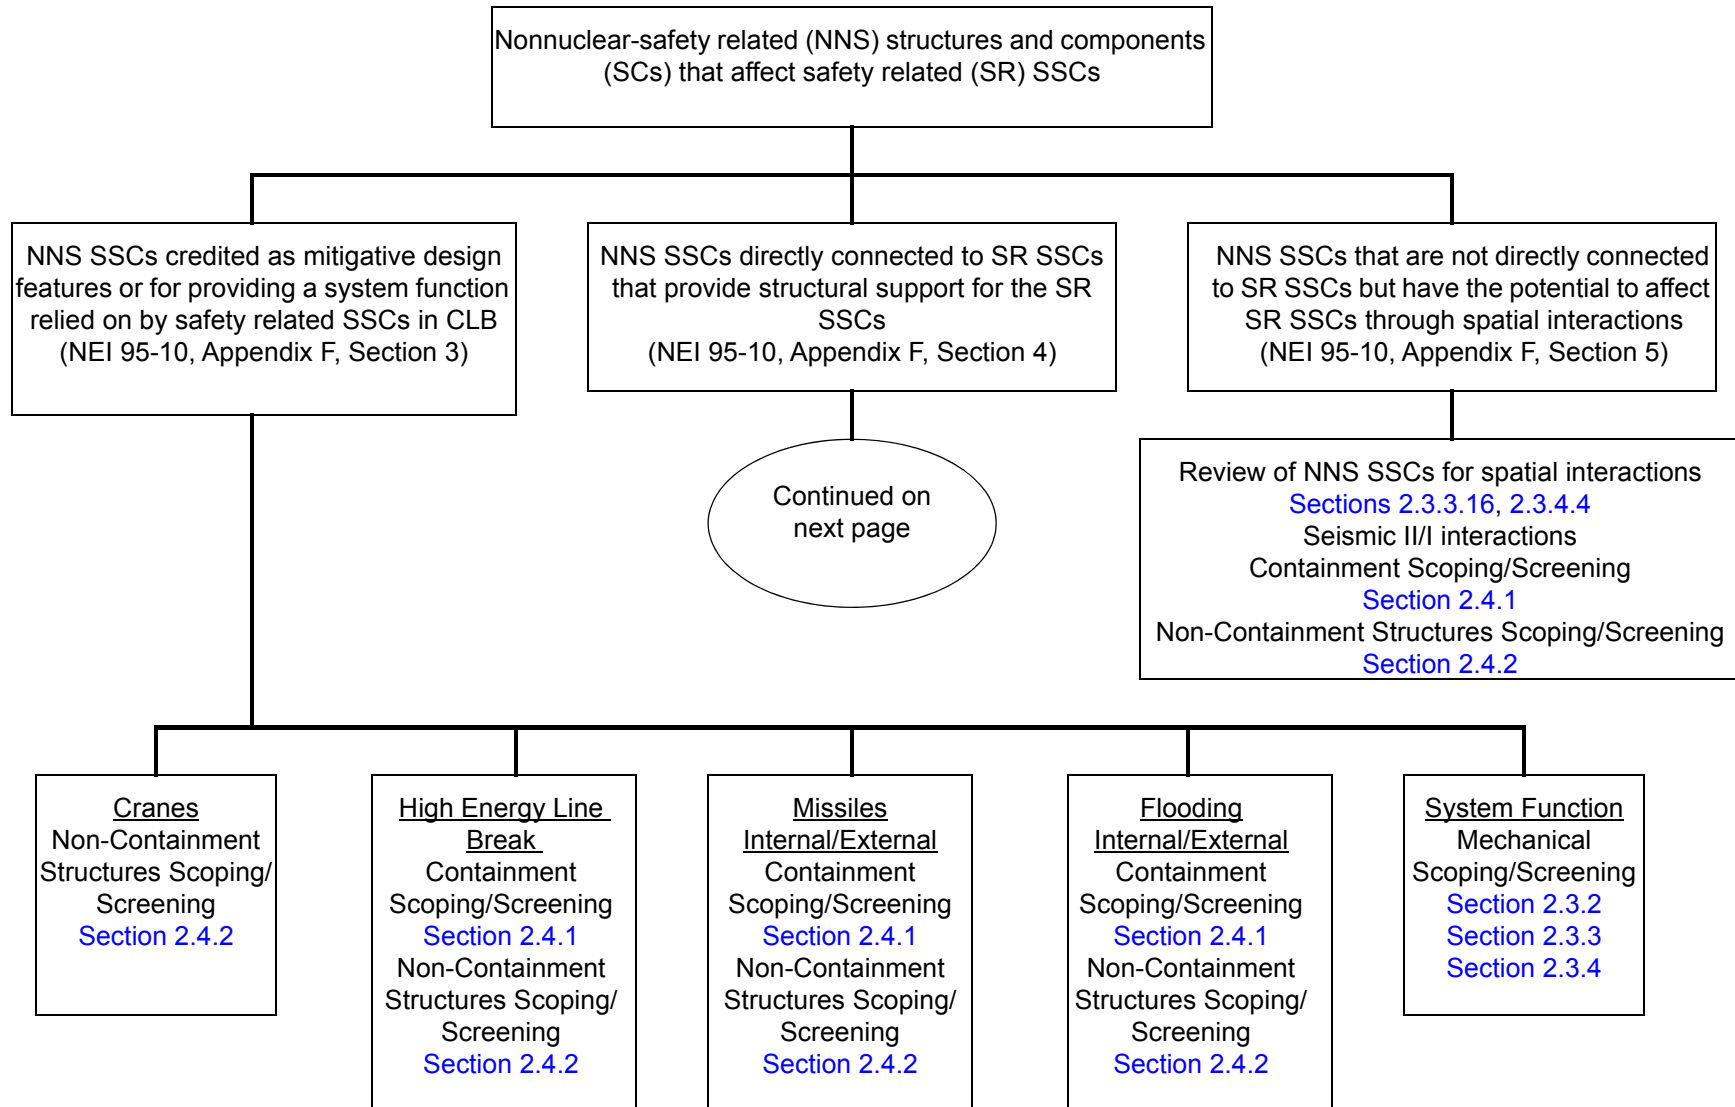 Nonnuclear-safety related (NNS) structures and components
(SCs) that affect safety related (SR) SSCs
NNS SSCs credited as mitigative design
features or for providing a system function
relied on by safety related SSCs in CLB
(NEI 95-10, Appendix F, Section 3)
NNS SSCs directly connected to SR SSCs
that provide structural support for the SR
SSCs
(NEI 95-10, Appendix F, Section 4)
NNS SSCs that are not directly connected
to SR SSCs but have the potential to affect
SR SSCs through spatial interactions
(NEI 95-10, Appendix F, Section 5)
Continued on
next page
Review of NNS SSCs for spatial interactions
Sections 2.3.3.16, 2.3.4.4
Seismic II/I interactions
Containment Scoping/Screening
Section 2.4.1
Non-Containment Structures Scoping/Screening
Section 2.4.2
Cranes
Non-Containment
Structures Scoping/
Screening
Section 2.4.2
High Energy Line
Break
Containment
Scoping/Screening
Section 2.4.1
Non-Containment
Structures Scoping/
Screening
Section 2.4.2
Missiles
Internal/External
Containment
Scoping/Screening
Section 2.4.1
Non-Containment
Structures Scoping/
Screening
Section 2.4.2
Flooding
Internal/External
Containment
Scoping/Screening
Section 2.4.1
Non-Containment
Structures Scoping/
Screening
Section 2.4.2
System Function
Mechanical
Scoping/Screening
Section 2.3.2
Section 2.3.3
Section 2.3.4